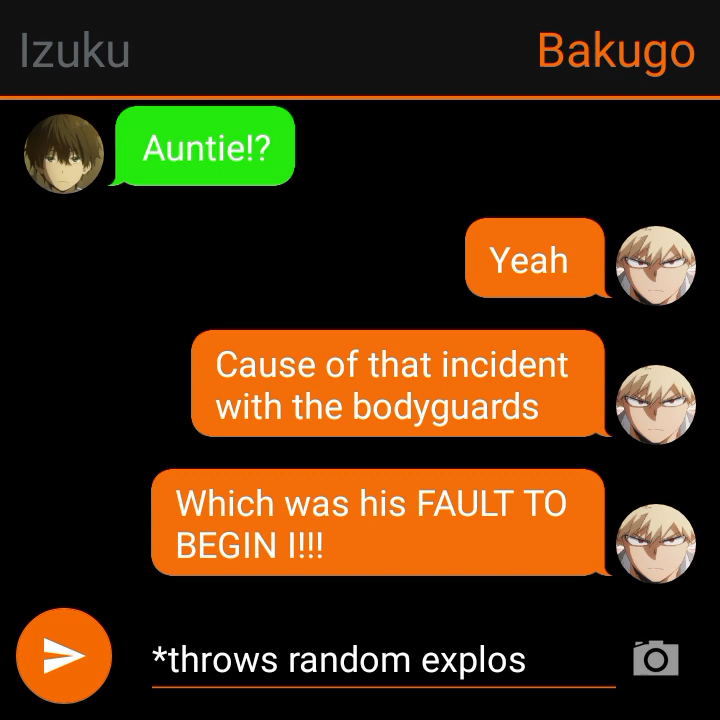 Izuku
Bakugo
Auntie!?
Yeah
Cause of that incident
with the bodyguards
Which was his FAULT TO
BEGIN I!!!
*throws random explos